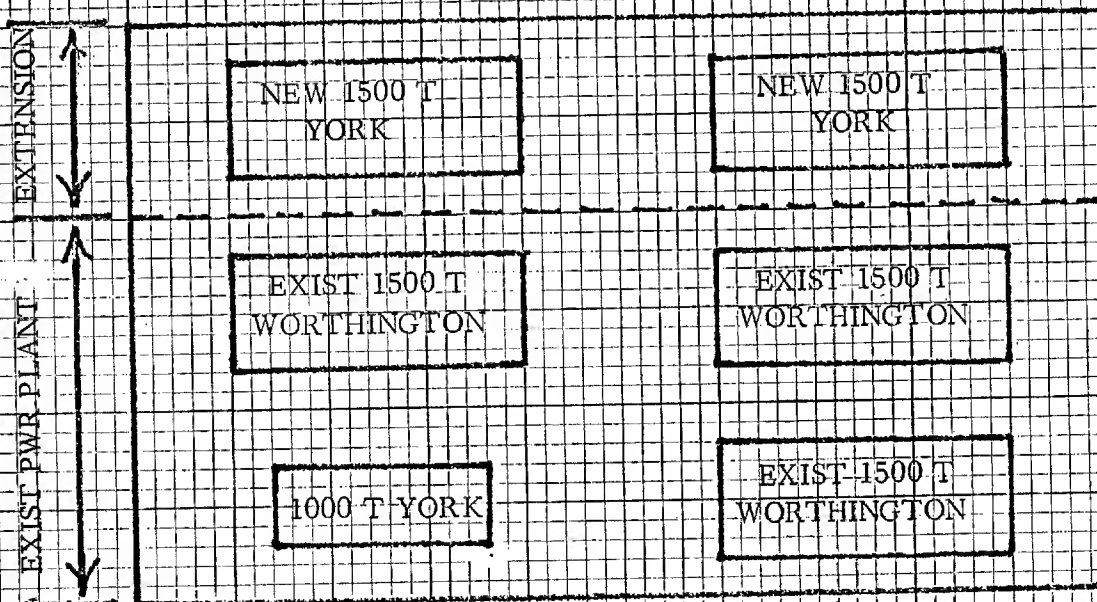 EXTENSION
NEW 1500 T
YORK
NEW 1500 T
YORK
EXIST PWR PLANT
EXIST 1500 T
WORTHINGTON
EXIST 1500 T
WORTHINGTON
1000 T YORK
EXIST 1500 T
WORTHINGTON